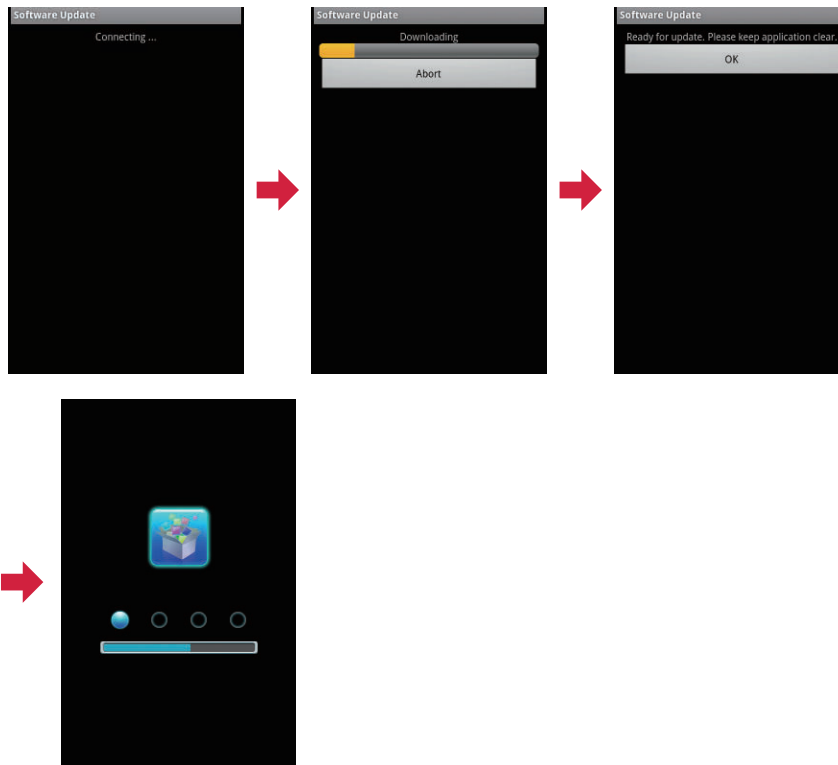 Software Update
Connecting ...
Software Update
Downloading
Abort
Software Update
Ready for update. Please keep application clear.
OK